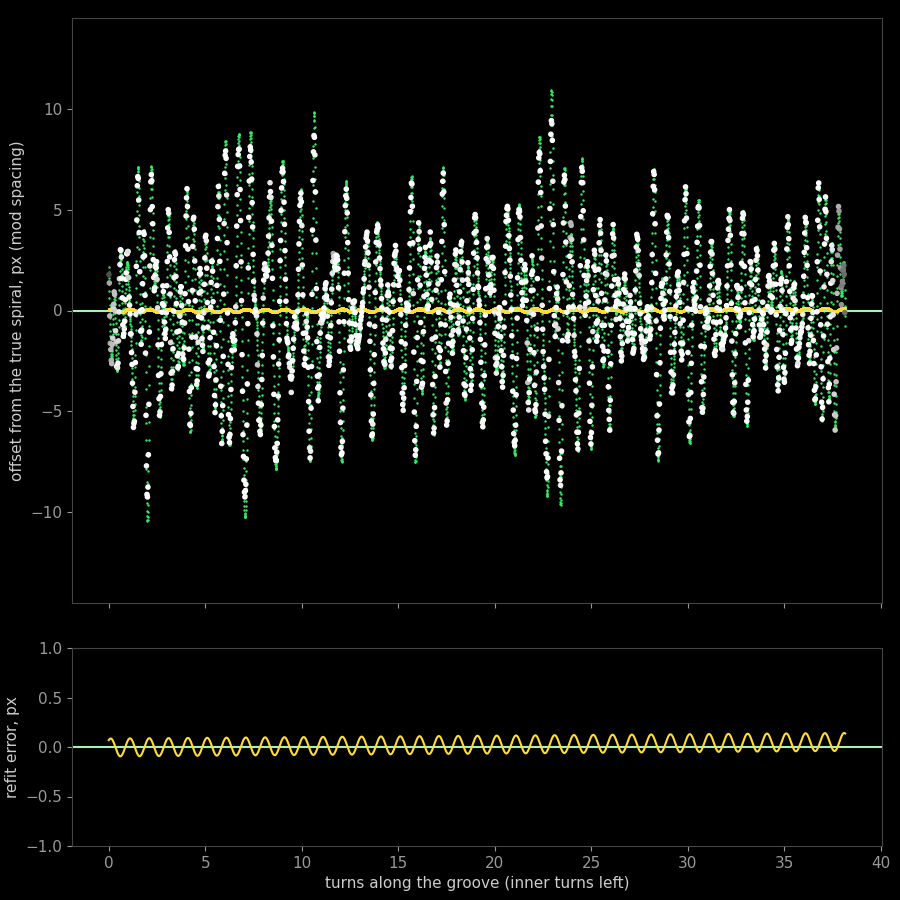 10
5
0
−5
−10
offset from the true spiral, px (mod spacing)
1.0
0.5
0.0
−0.5
−1.0
refit error, px
0 5 10 15 20 25 30 35 40
turns along the groove (inner turns left)